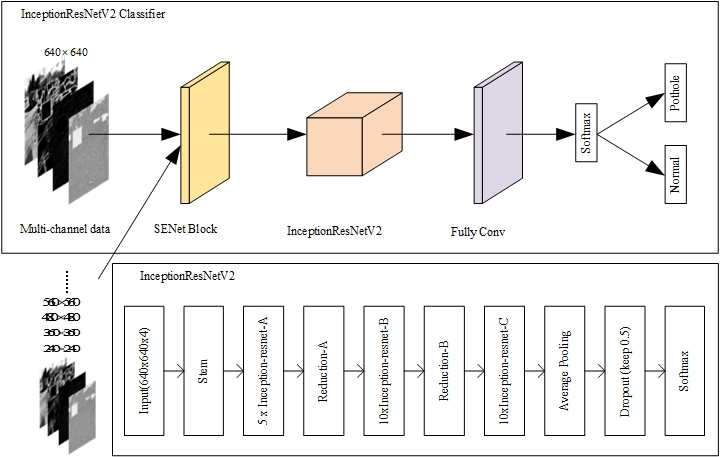 InceptionResNetV2 Classifier
640×640
Multi-channel data
SENet Block
InceptionResNetV2
Fully Conv
Softmax
Pothole
Normal
560×560
480×480
360×360
240×240
InceptionResNetV2
Input(640x640x4)
Stem
5 x Inception-resnet-A
Reduction-A
10xInception-resnet-B
Reduction-B
10xInception-resnet-C
Average Pooling
Dropout (keep 0.5)
Softmax